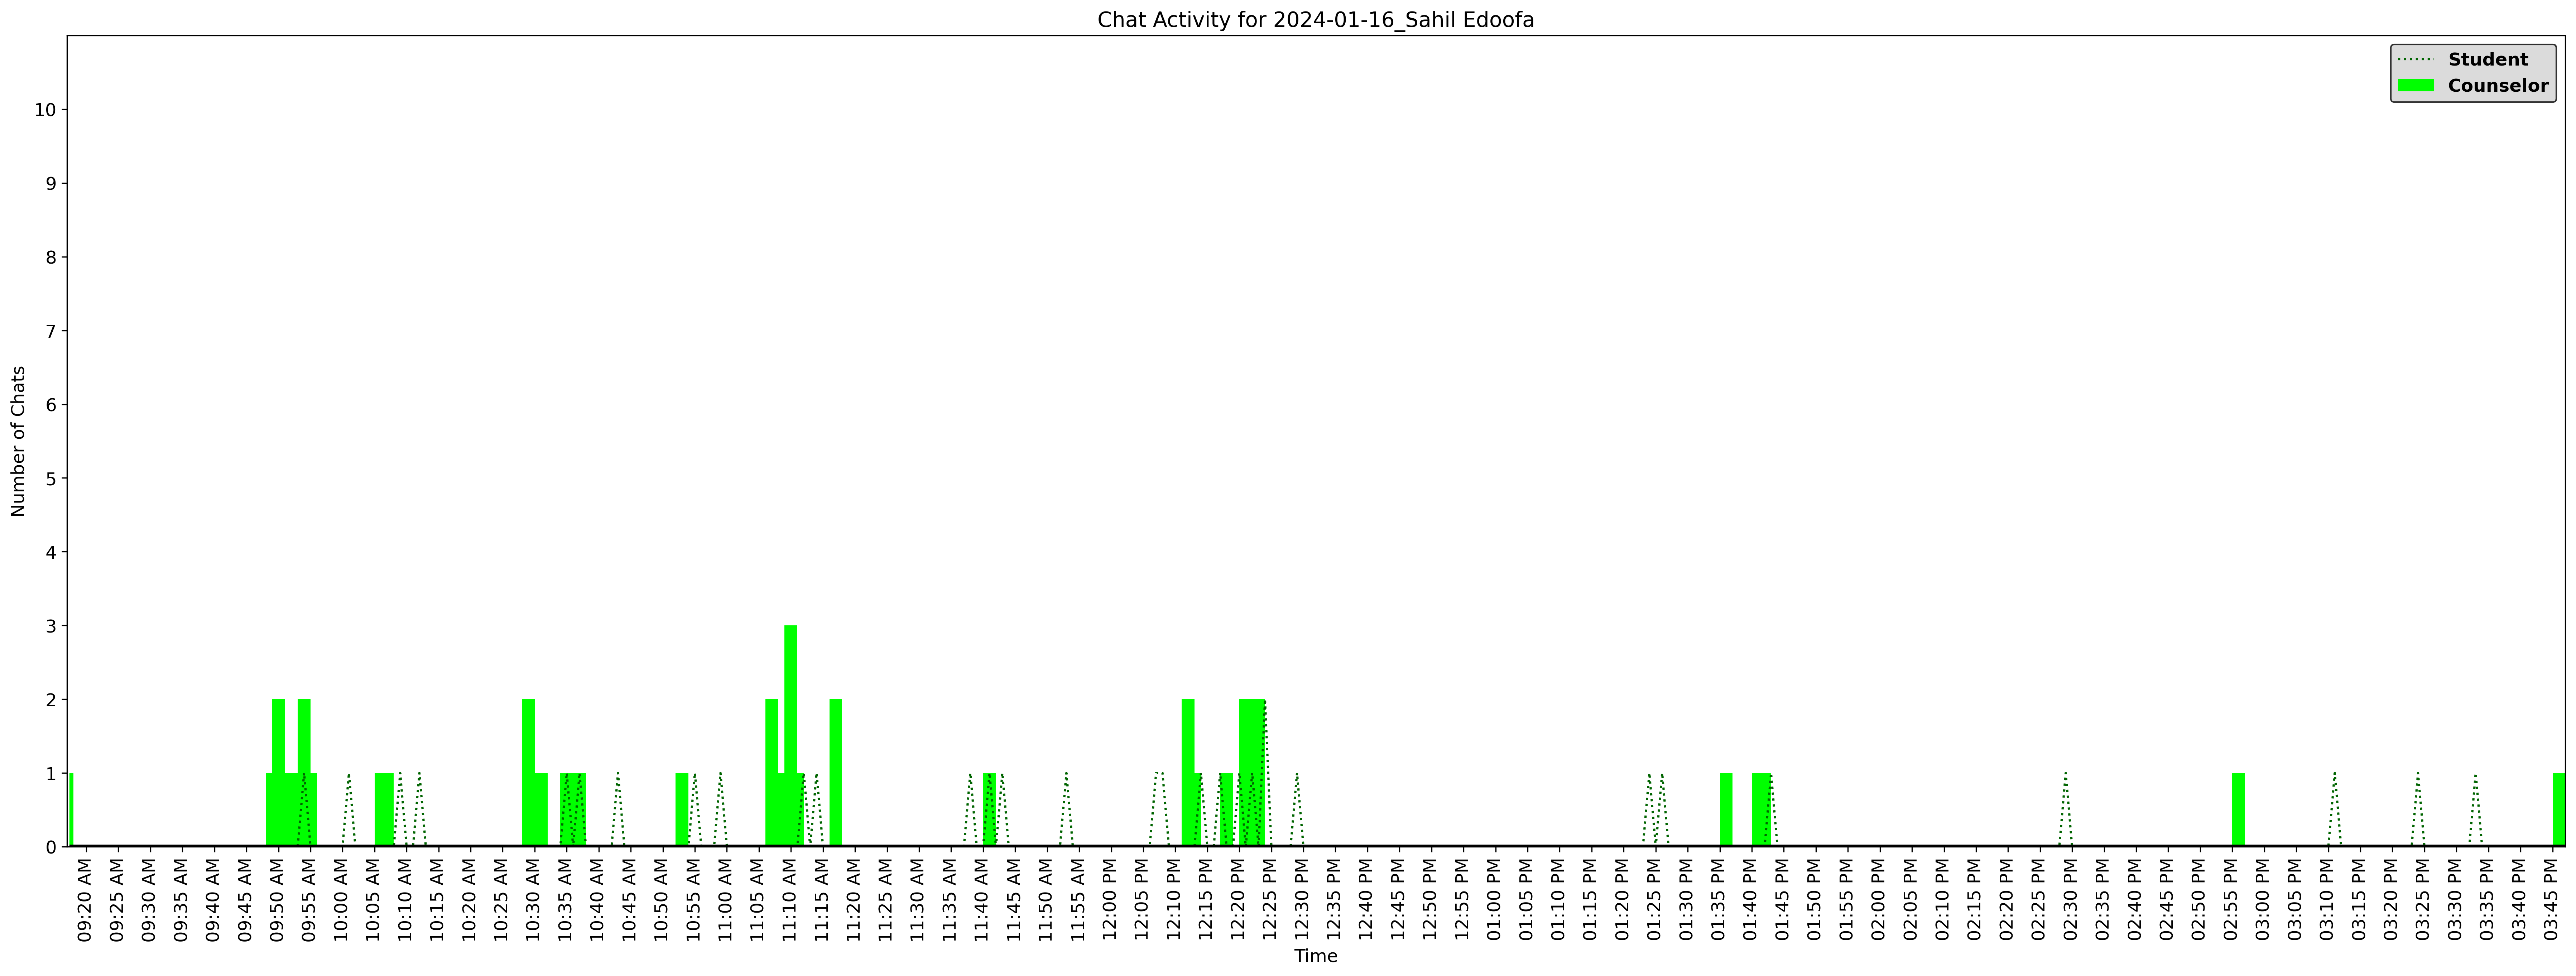 Chat Activity for 2024-01-16_Sahil Edoofa
Student
Counselor
Number of Chats
10
9
8
7
6
5
4
3
2
1
0
09:20 AM
09:25 AM
09:30 AM
09:35 AM
09:40 AM
09:45 AM
09:50 AM
09:55 AM
10:00 AM
10:05 AM
10:10 AM
10:15 AM
10:20 AM
10:25 AM
10:30 AM
10:35 AM
10:40 AM
10:45 AM
10:50 AM
10:55 AM
11:00 AM
11:05 AM
11:10 AM
11:15 AM
11:20 AM
11:25 AM
11:30 AM
11:35 AM
11:40 AM
11:45 AM
11:50 AM
11:55 AM
12:00 PM
12:05 PM
12:10 PM
12:15 PM
12:20 PM
12:25 PM
12:30 PM
12:35 PM
12:40 PM
12:45 PM
12:50 PM
12:55 PM
01:00 PM
01:05 PM
01:10 PM
01:15 PM
01:20 PM
01:25 PM
01:30 PM
01:35 PM
01:40 PM
01:45 PM
01:50 PM
01:55 PM
02:00 PM
02:05 PM
02:10 PM
02:15 PM
02:20 PM
02:25 PM
02:30 PM
02:35 PM
02:40 PM
02:45 PM
02:50 PM
02:55 PM
03:00 PM
03:05 PM
03:10 PM
03:15 PM
03:20 PM
03:25 PM
03:30 PM
03:35 PM
03:40 PM
03:45 PM
Time